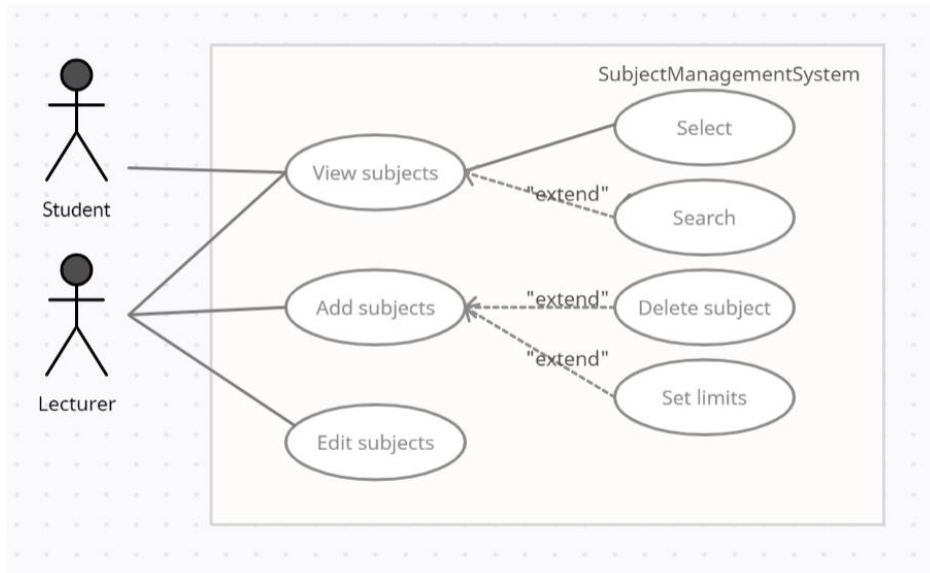 SubjectManagementSystem
Select
View subjects
"extend"
Search
Student
Add subjects
"extend"
Delete subject
"extend"
Set limits
Lecturer
Edit subjects